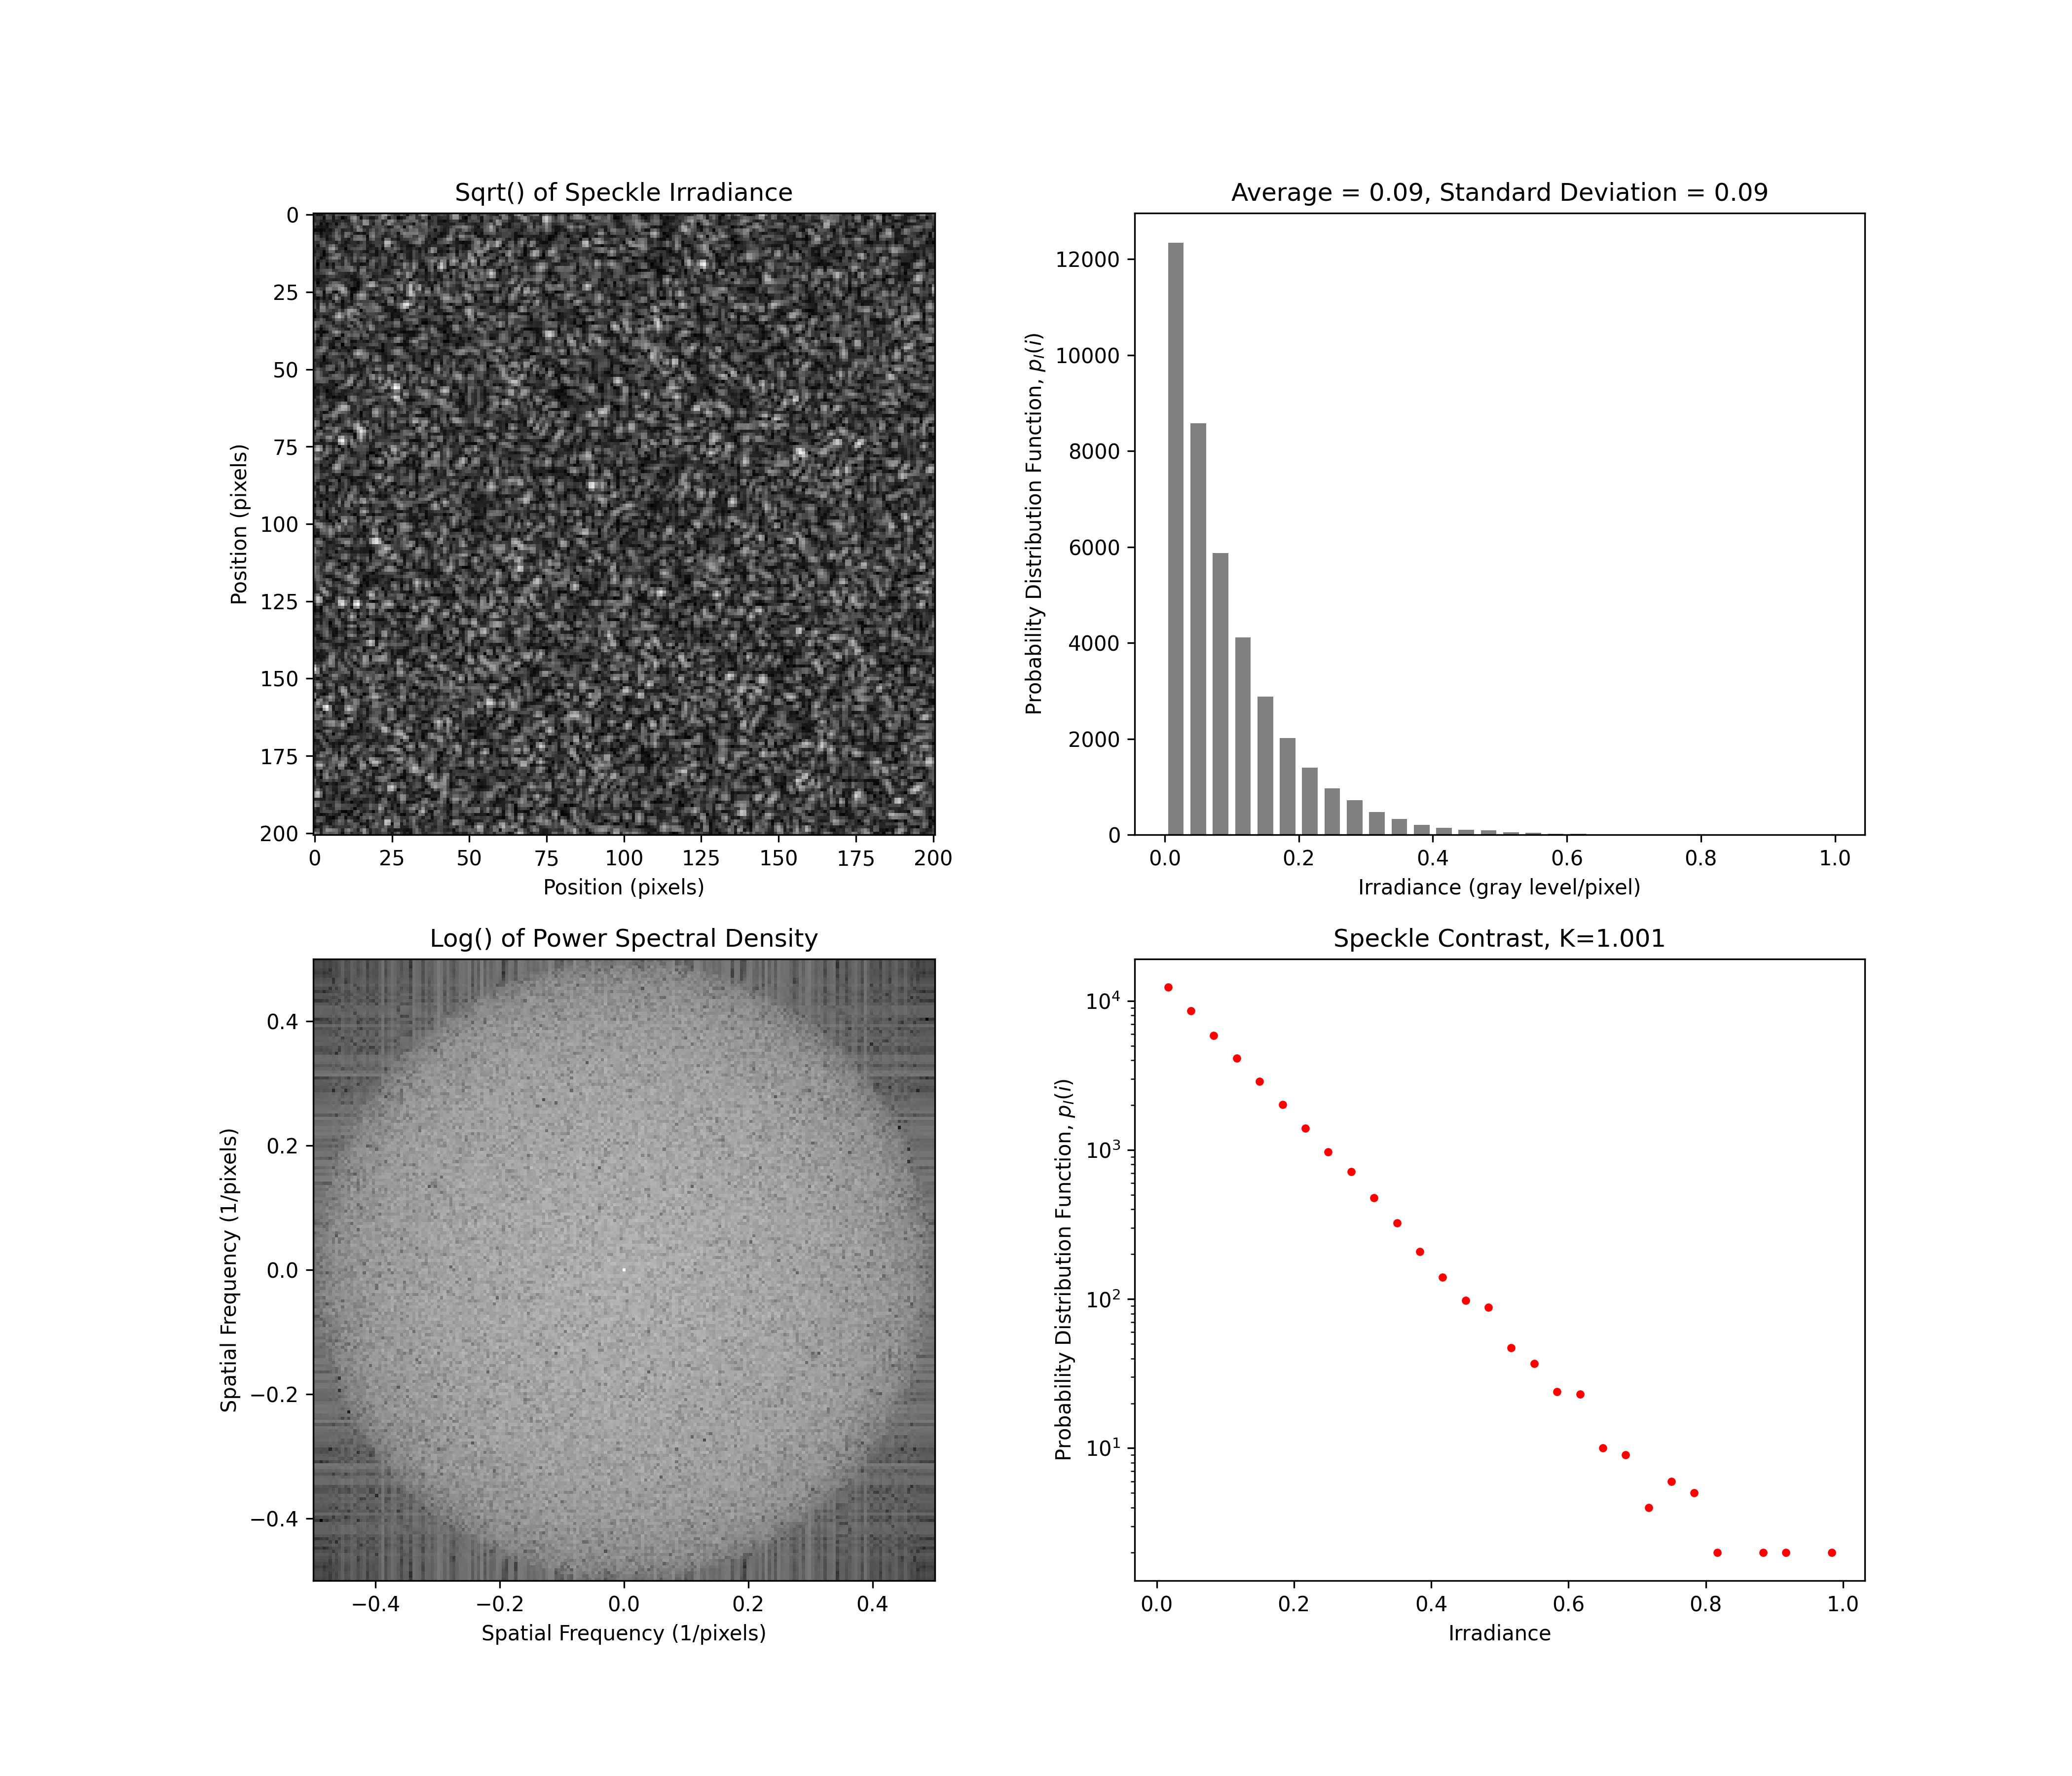 Sqrt() of Speckle Irradiance
0
25
50
75
100
125
150
175
200
Position (pixels)
0 25 50 75 100 125 150 175 200
Position (pixels)
Average = 0.09, Standard Deviation = 0.09
12000
10000
8000
6000
4000
2000
0
Probability Distribution Function, p_I(i)
0.0 0.2 0.4 0.6 0.8 1.0
Irradiance (gray level/pixel)
Log() of Power Spectral Density
0.4
0.2
0.0
−0.2
−0.4
Spatial Frequency (1/pixels)
−0.4 −0.2 0.0 0.2 0.4
Spatial Frequency (1/pixels)
Speckle Contrast, K=1.001
10⁴
10³
10²
10¹
Probability Distribution Function, p_I(i)
0.0 0.2 0.4 0.6 0.8 1.0
Irradiance